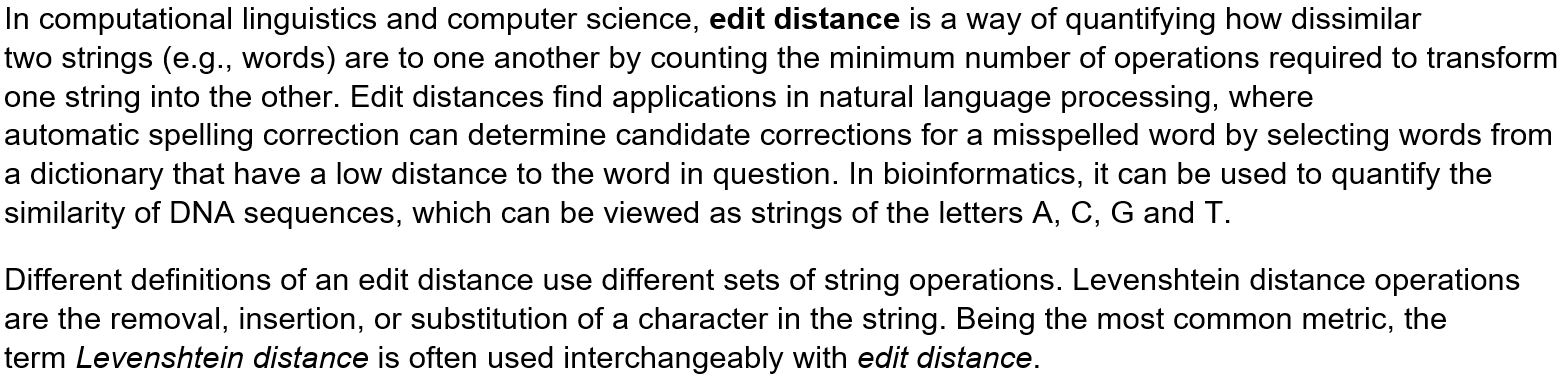 In computational linguistics and computer science, edit distance is a way of quantifying how dissimilar
two strings (e.g., words) are to one another by counting the minimum number of operations required to transform
one string into the other. Edit distances find applications in natural language processing, where
automatic spelling correction can determine candidate corrections for a misspelled word by selecting words from
a dictionary that have a low distance to the word in question. In bioinformatics, it can be used to quantify the
similarity of DNA sequences, which can be viewed as strings of the letters A, C, G and T.
Different definitions of an edit distance use different sets of string operations. Levenshtein distance operations
are the removal, insertion, or substitution of a character in the string. Being the most common metric, the
term Levenshtein distance is often used interchangeably with edit distance.